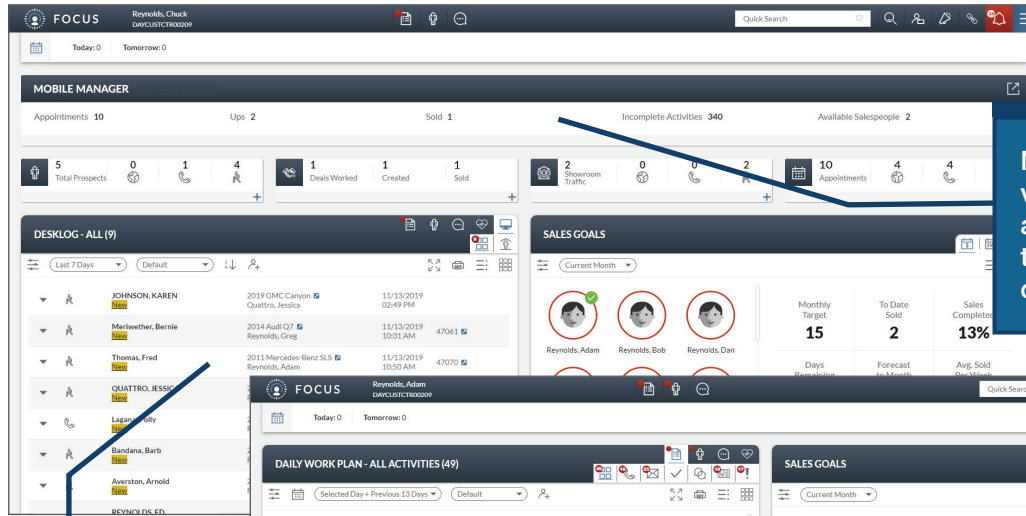 FOCUS
Reynolds, Chuck
DAYCUSTCTR00209
Quick Search
Today: 0 Tomorrow: 0
MOBILE MANAGER
Appointments 10 Ups 2 Sold 1 Incomplete Activities 340 Available Salespeople 2
5 0 1 4
Total Prospects
1 1 1
Deals Worked Created Sold
2 0 0 2
Showroom Traffic
10 4 4
Appointments
DESKLOG - ALL (9)
Last 7 Days Default
JOHNSON, KAREN 2019 GMC Canyon 11/13/2019
New Quattro, Jessica 02:49 PM
Meriwether, Bernie 2014 Audi Q7 11/13/2019 47061
New Reynolds, Greg 10:31 AM
Thomas, Fred 2011 Mercedes-Benz SLS 11/13/2019 47070
New Reynolds, Adam 10:50 AM
QUATTRO, JESSICA
New
Lagana, Polly
New
Bandana, Barb
New
Averston, Arnold
New
REYNOLDS, ED
SALES GOALS
Current Month
Reynolds, Adam Reynolds, Bob Reynolds, Dan
Monthly Target
15
To Date Sold
2
Sales Completed
13%
Days Remaining
Forecast to Month
Avg. Sold Per Week
FOCUS
Reynolds, Adam
DAYCUSTCTR00209
Quick Searc
Today: 0 Tomorrow: 0
DAILY WORK PLAN - ALL ACTIVITIES (49)
Selected Day + Previous 13 Days Default
SALES GOALS
Current Month